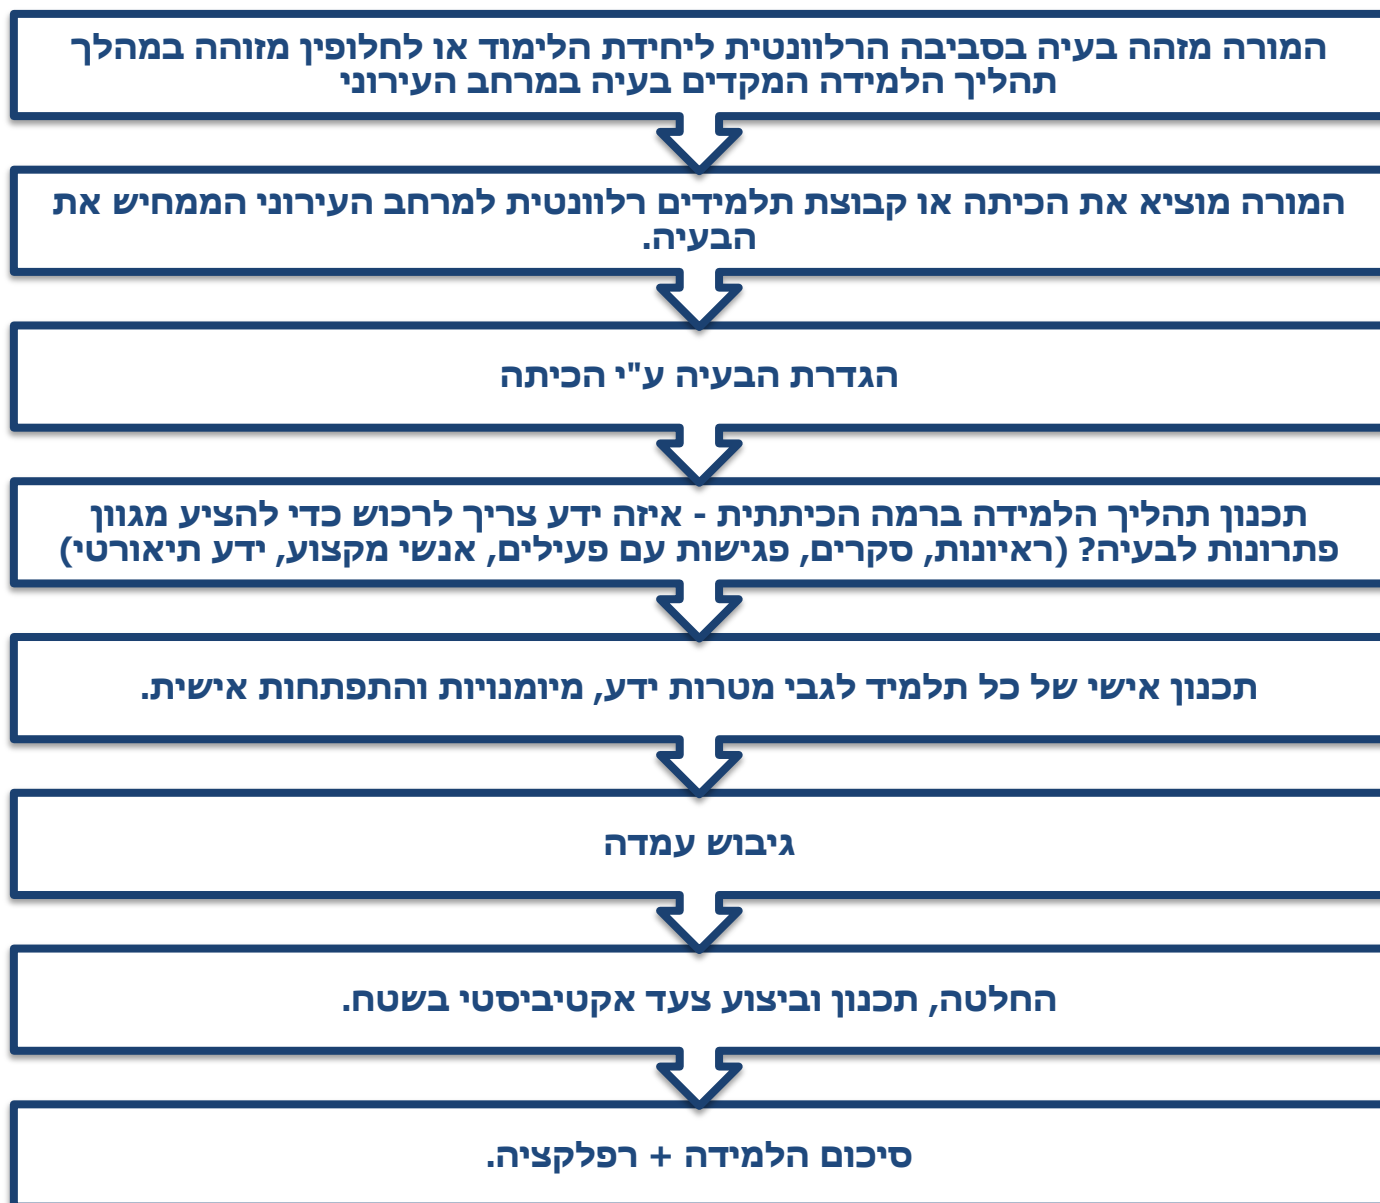 המורה מזהה בעיה בסביבה הרלוונטית ליחידת הלימוד או לחלופין מזוהה במהלך
תהליך הלמידה המקדים בעיה במרחב העירוני
המורה מוציא את הכיתה או קבוצת תלמידים רלוונטית למרחב העירוני הממחיש את
הבעיה.
הגדרת הבעיה ע"י הכיתה
תכנון תהליך הלמידה ברמה הכיתתית - איזה ידע צריך לרכוש כדי להציע מגוון
פתרונות לבעיה? (ראיונות, סקרים, פגישות עם פעילים, אנשי מקצוע, ידע תיאורטי)
תכנון אישי של כל תלמיד לגבי מטרות ידע, מיומנויות והתפתחות אישית.
גיבוש עמדה
החלטה, תכנון וביצוע צעד אקטיביסטי בשטח.
סיכום הלמידה + רפלקציה.